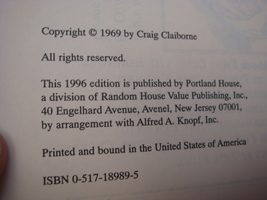 Copyright © 1969 by Craig Claiborne
All rights reserved.
This 1996 edition is published by Portland House,
a division of Random House Value Publishing, Inc.,
40 Engelhard Avenue, Avenel, New Jersey 07001,
by arrangement with Alfred A. Knopf, Inc.
Printed and bound in the United States of America
ISBN 0-517-18989-5